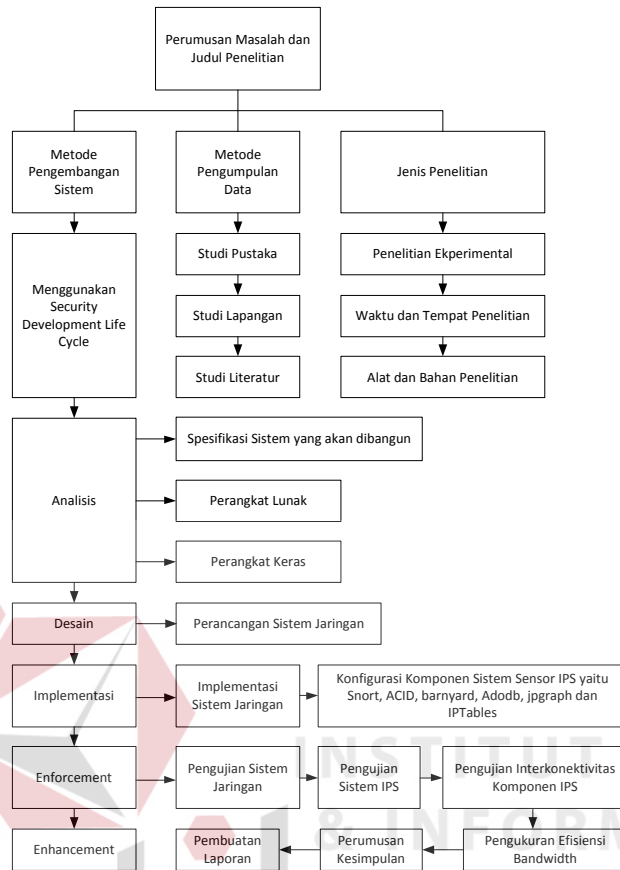 Perumusan Masalah dan
Judul Penelitian
Metode
Pengembangan
Sistem
Metode
Pengumpulan
Data
Jenis Penelitian
Menggunakan
Security
Development Life
Cycle
Studi Pustaka
Penelitian Ekperimental
Studi Lapangan
Waktu dan Tempat Penelitian
Studi Literatur
Alat dan Bahan Penelitian
Analisis
Spesifikasi Sistem yang akan dibangun
Perangkat Lunak
Perangkat Keras
Desain
Perancangan Sistem Jaringan
Implementasi
Implementasi
Sistem Jaringan
Konfigurasi Komponen Sistem Sensor IPS yaitu
Snort, ACID, barnyard, Adodb, jpgraph dan
IPTables
Enforcement
Pengujian Sistem
Jaringan
Pengujian
Sistem IPS
Pengujian Interkonektivitas
Komponen IPS
Enhancement
Pembuatan
Laporan
Perumusan
Kesimpulan
Pengukuran Efisiensi
Bandwidth
INSTITUT
& INFORM